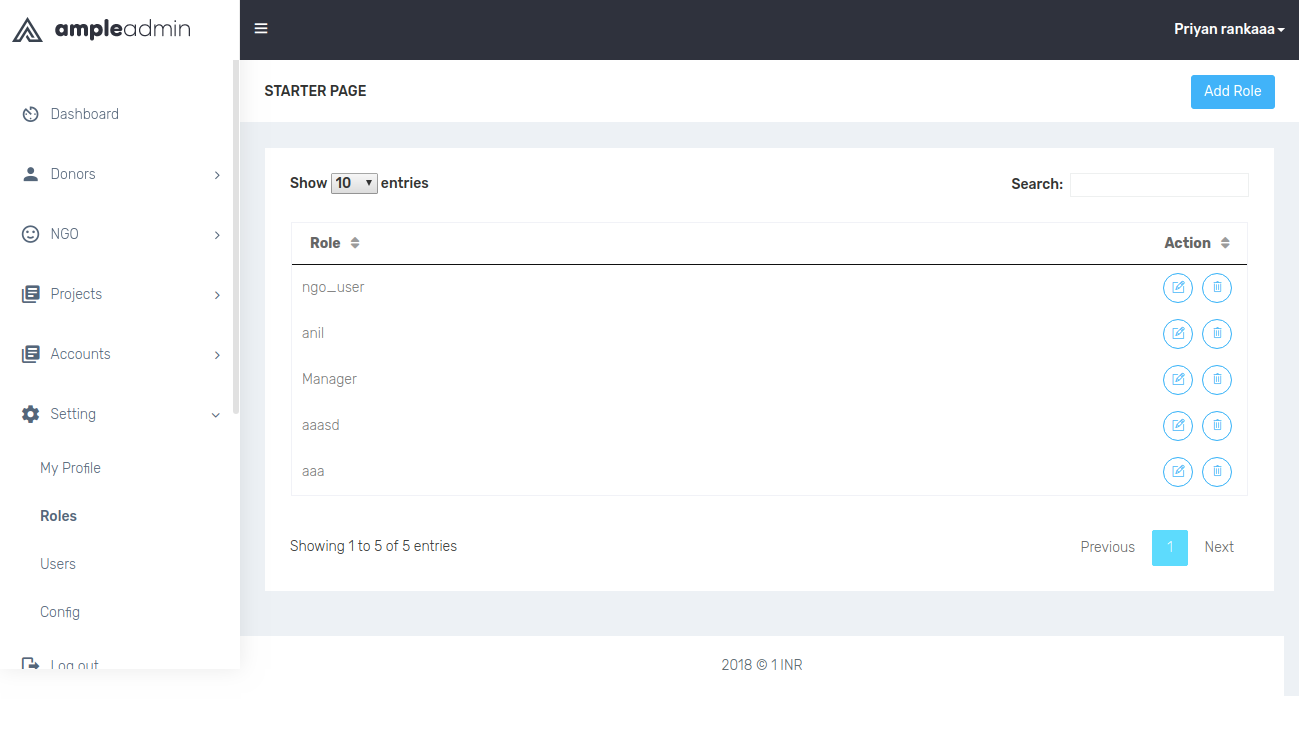 ampleadmin
Priyan rankaaa
STARTER PAGE
Add Role
Dashboard
Donors
NGO
Projects
Accounts
Setting
My Profile
Roles
Users
Config
Log out
Show 10 entries
Search:
Role Action
ngo_user
anil
Manager
aaasd
aaa
Showing 1 to 5 of 5 entries
Previous 1 Next
2018 © 1 INR